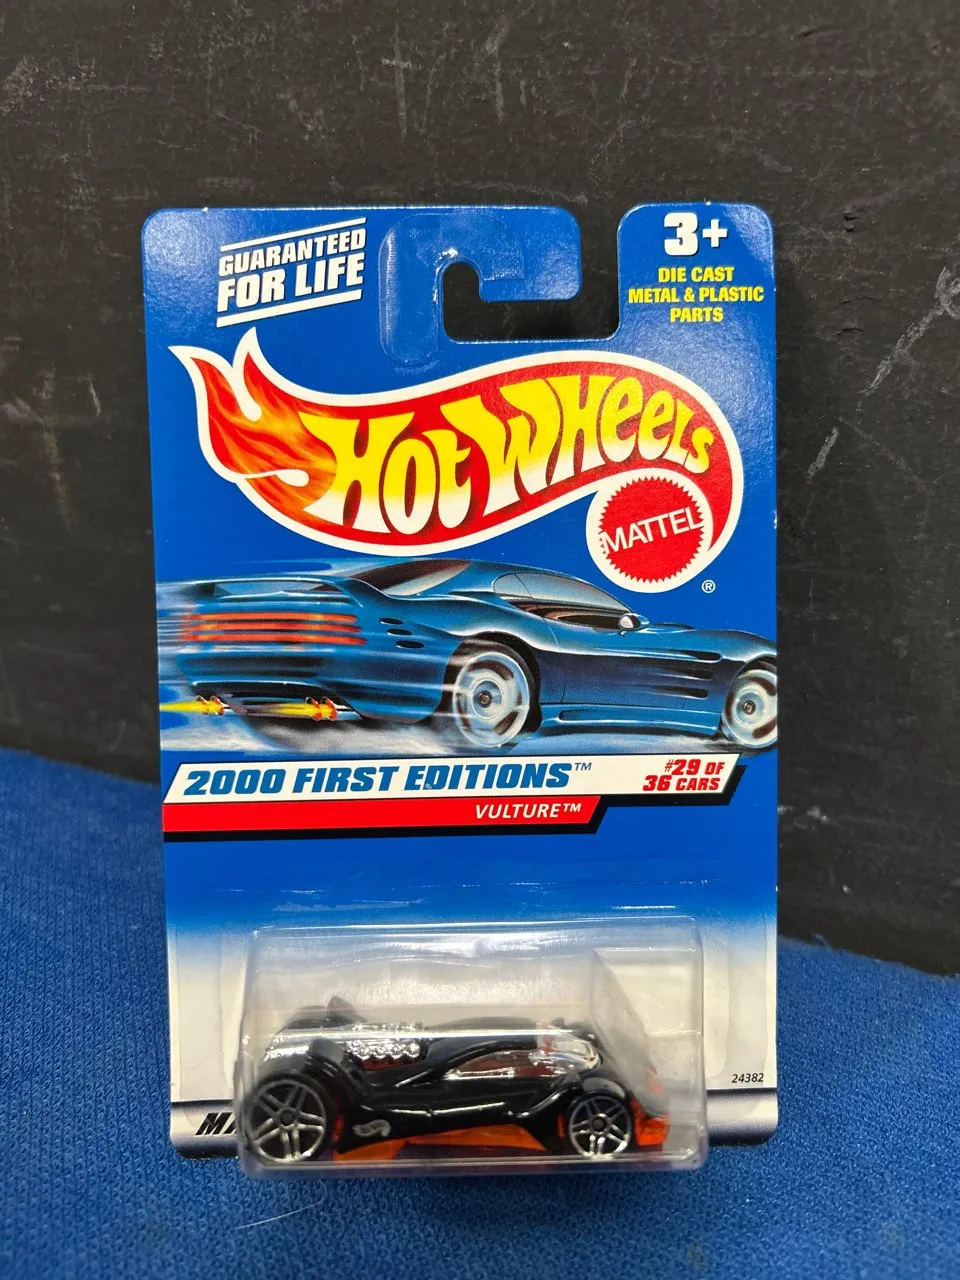 GUARANTEED
FOR LIFE
3+
DIE CAST
METAL & PLASTIC
PARTS
HOT WHEELS
MATTEL
®
2000 FIRST EDITIONS™
#29 OF
36 CARS
VULTURE™
24382